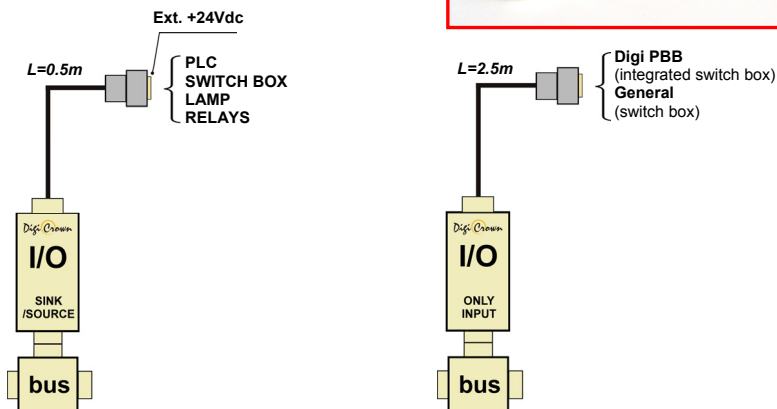 Ext. +24Vdc
L=0.5m
PLC
SWITCH BOX
LAMP
RELAYS
Digi Crown
I/O
SINK
/SOURCE
bus
L=2.5m
Digi PBB
(integrated switch box)
General
(switch box)
Digi Crown
I/O
ONLY
INPUT
bus